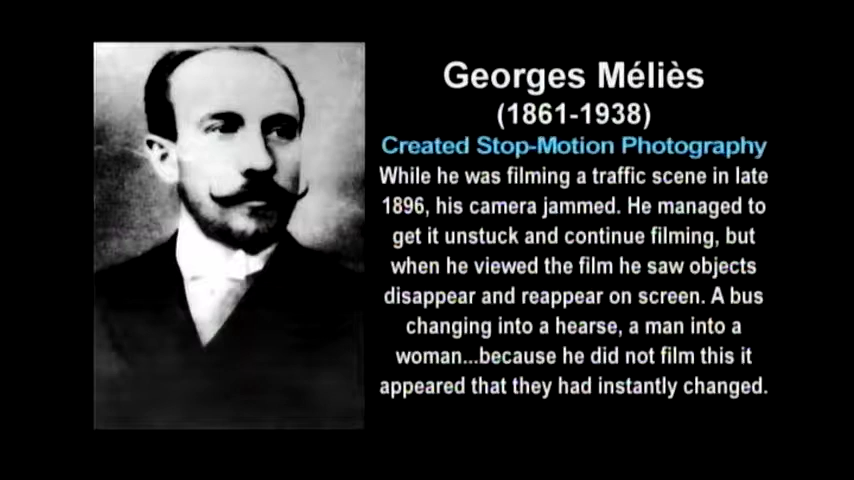 Georges Méliès
(1861-1938)
Created Stop-Motion Photography
While he was filming a traffic scene in late
1896, his camera jammed. He managed to
get it unstuck and continue filming, but
when he viewed the film he saw objects
disappear and reappear on screen. A bus
changing into a hearse, a man into a
woman...because he did not film this it
appeared that they had instantly changed.